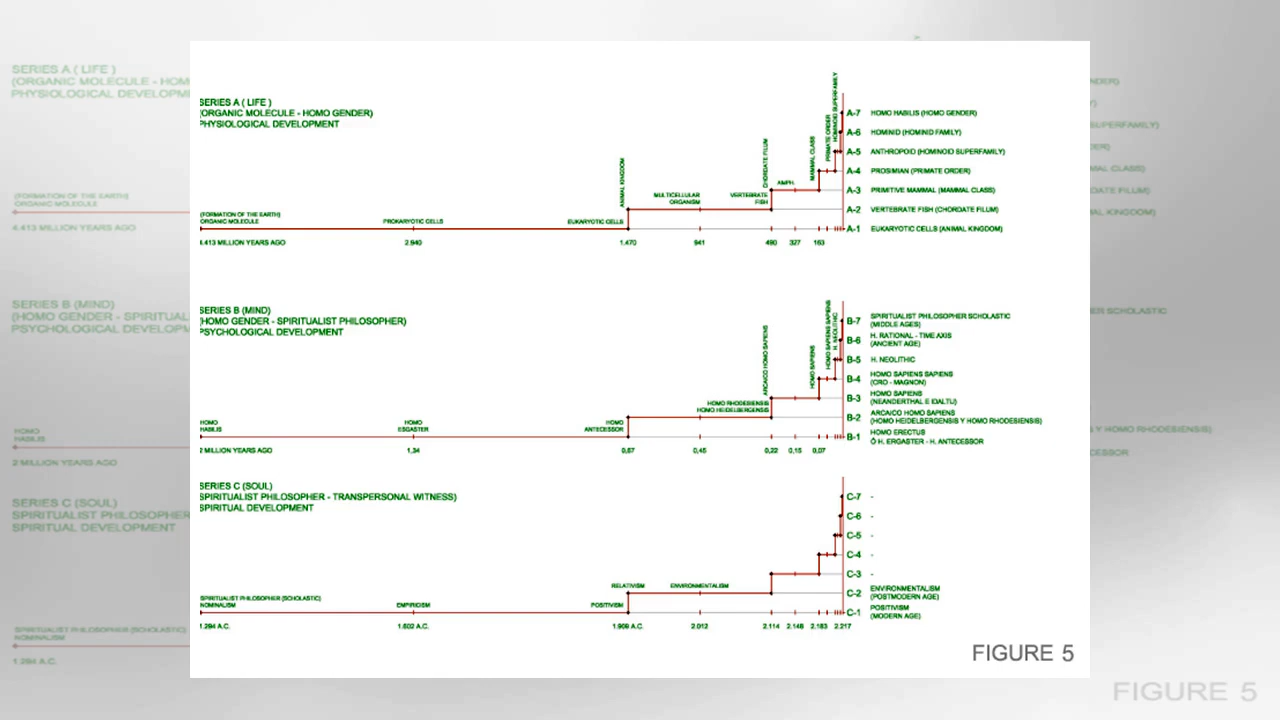 SERIES A ( LIFE )
(ORGANIC MOLECULE - HOMO GENDER)
PHYSIOLOGICAL DEVELOPMENT
ANIMAL KINGDOM
CHORDATE FILUM
MAMMAL CLASS
PRIMATE ORDER
HOMINOID SUPERFAMILY
A-7 HOMO HABILIS (HOMO GENDER)
A-6 HOMINID (HOMINID FAMILY)
A-5 ANTHROPOID (HOMINOID SUPERFAMILY)
A-4 PROSIMIAN (PRIMATE ORDER)
A-3 PRIMITIVE MAMMAL (MAMMAL CLASS)
A-2 VERTEBRATE FISH (CHORDATE FILUM)
A-1 EUKARYOTIC CELLS (ANIMAL KINGDOM)
(FORMATION OF THE EARTH)
ORGANIC MOLECULE
PROKARYOTIC CELLS
EUKARYOTIC CELLS
MULTICELLULAR
ORGANISM
VERTEBRATE
FISH
AMPH.
4.413 MILLION YEARS AGO 2.940 1.470 941 490 327 163
SERIES B (MIND)
(HOMO GENDER - SPIRITUALIST PHILOSOPHER)
PSYCHOLOGICAL DEVELOPMENT
ARCAICO HOMO SAPIENS
HOMO SAPIENS
HOMO SAPIENS SAPIENS
H. NEOLITHIC
B-7 SPIRITUALIST PHILOSOPHER SCHOLASTIC
(MIDDLE AGES)
B-6 H. RATIONAL - TIME AXIS
(ANCIENT AGE)
B-5 H. NEOLITHIC
B-4 HOMO SAPIENS SAPIENS
(CRO - MAGNON)
B-3 HOMO SAPIENS
(NEANDERTHAL E IDALTU)
B-2 ARCAICO HOMO SAPIENS
(HOMO HEIDELBERGENSIS Y HOMO RHODESIENSIS)
B-1 HOMO ERECTUS
Ó H. ERGASTER - H. ANTECESSOR
HOMO
HABILIS
HOMO
ESGASTER
HOMO
ANTECESSOR
HOMO RHODESIENSIS
HOMO HEIDELBERGENSIS
2 MILLION YEARS AGO 1,34 0,67 0,45 0,22 0,15 0,07
SERIES C (SOUL)
SPIRITUALIST PHILOSOPHER - TRANSPERSONAL WITNESS)
SPIRITUAL DEVELOPMENT
C-7 -
C-6 -
C-5 -
C-4 -
C-3 -
C-2 ENVIRONMENTALISM
(POSTMODERN AGE)
C-1 POSITIVISM
(MODERN AGE)
SPIRITUALIST PHILOSOPHER (SCHOLASTIC)
NOMINALISM
EMPIRIOISM
POSITIVISM
RELATIVISM
ENVIRONMENTALISM
1.294 A.C. 1.602 A.C. 1.909 A.C. 2.012 2.114 2.148 2.183 2.217
FIGURE 5
FIGURE 5